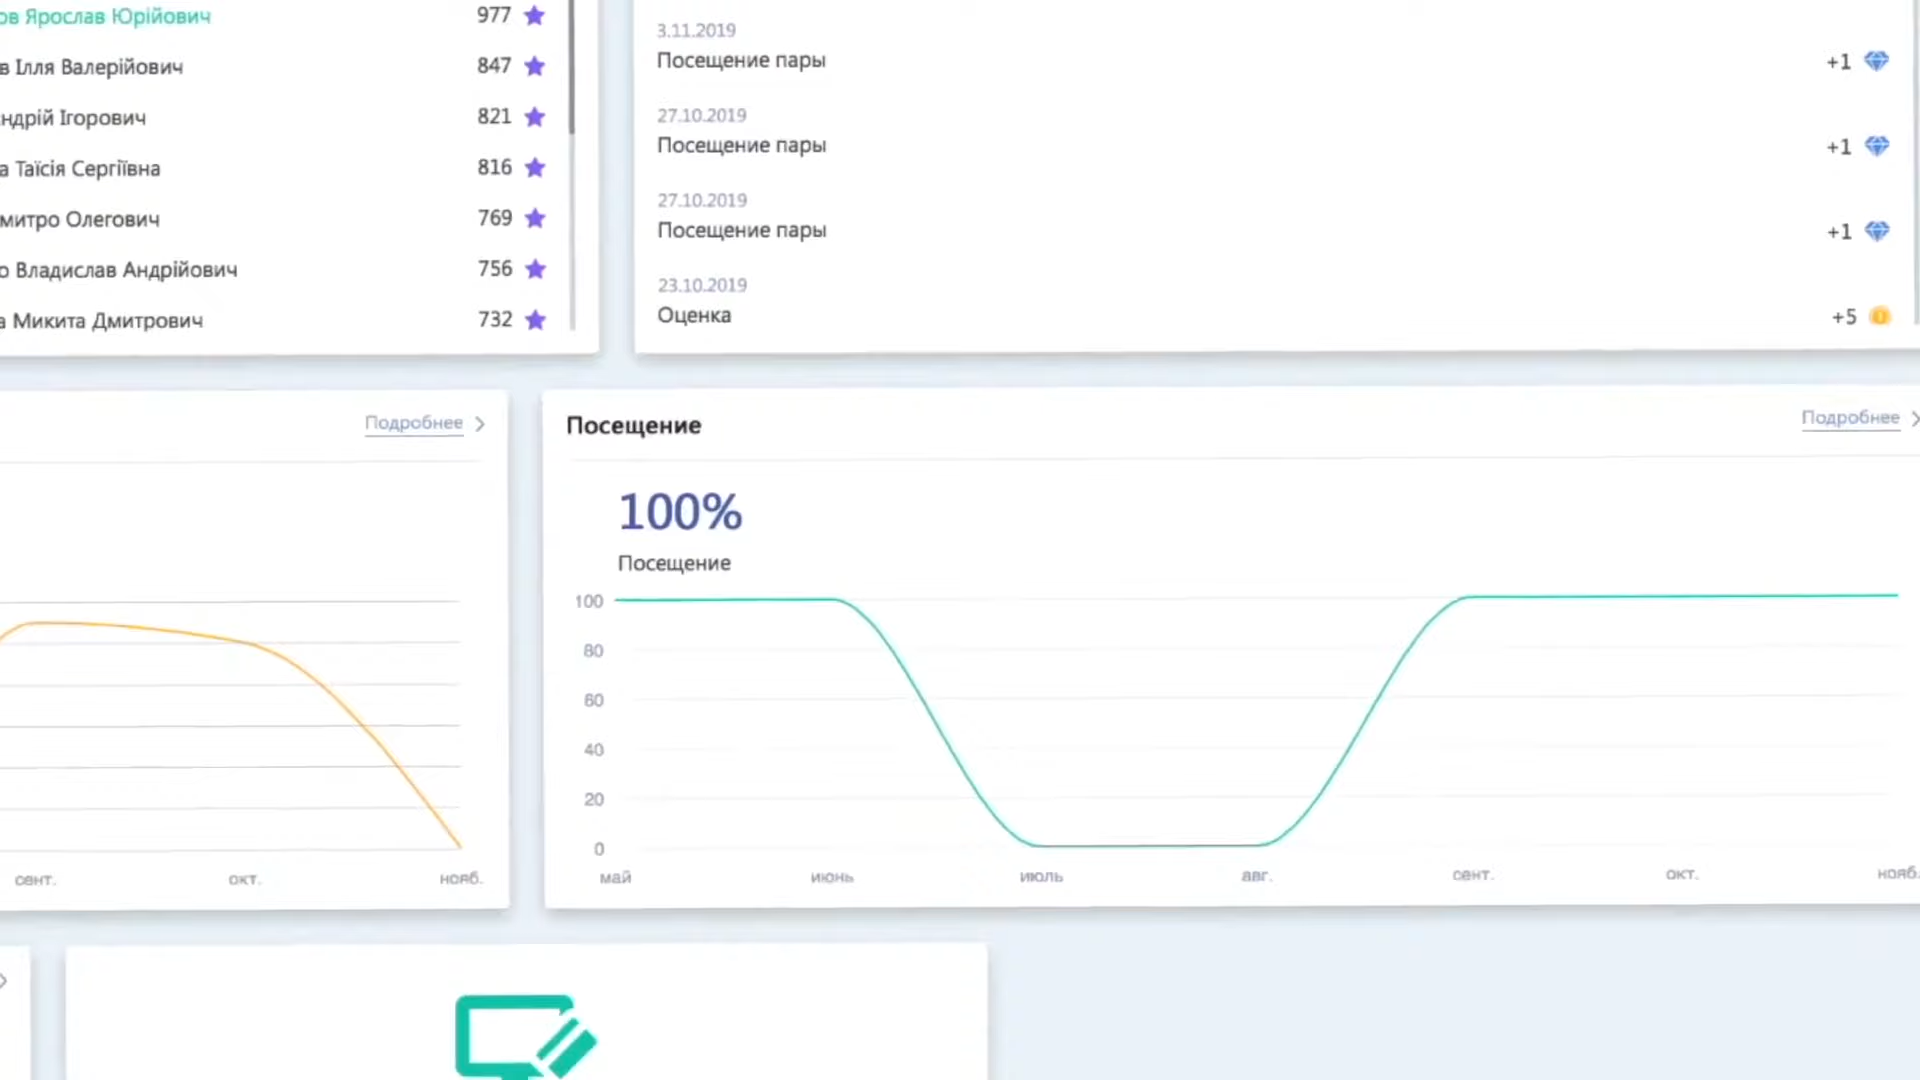 ов Ярослав Юрійович 977
в Ілля Валерійович 847
ндрій Ігорович 821
а Таїсія Сергіївна 816
митро Олегович 769
о Владислав Андрійович 756
а Микита Дмитрович 732
3.11.2019
Посещение пары +1
27.10.2019
Посещение пары +1
27.10.2019
Посещение пары +1
23.10.2019
Оценка +5
Подробнее
сент. окт. нояб.
Посещение Подробнее
100%
Посещение
100
80
60
40
20
0
май июнь июль авг. сент. окт. нояб.